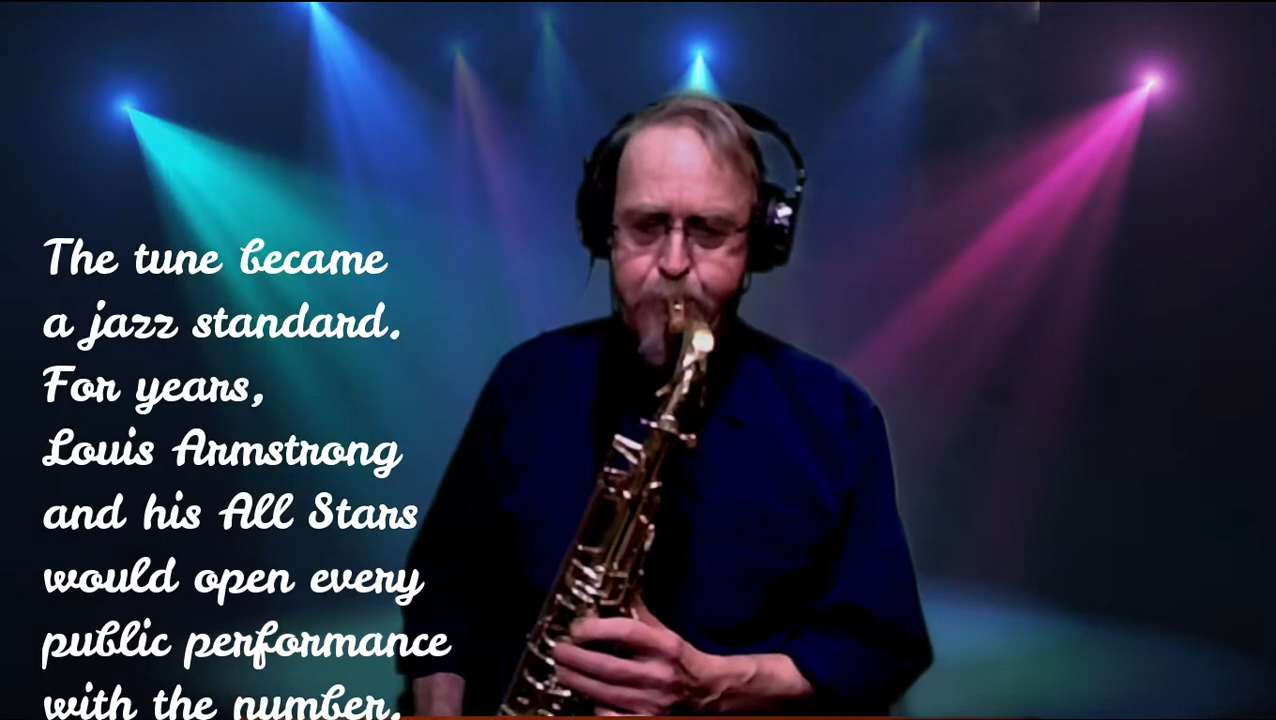 The tune became
a jazz standard.
For years,
Louis Armstrong
and his All Stars
would open every
public performance
with the number.